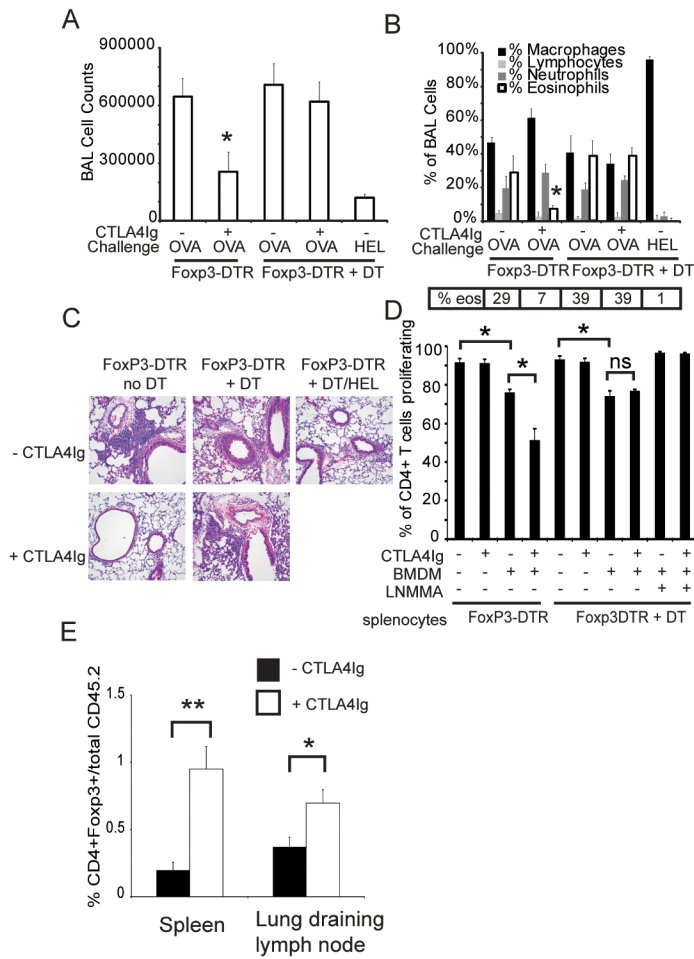 A
BAL Cell Counts
900000
600000
300000
0
*
CTLA4Ig - + - + -
Challenge OVA OVA OVA OVA HEL
Foxp3-DTR Foxp3-DTR + DT
B
% of BAL Cells
100%
80%
60%
40%
20%
0%
% Macrophages
% Lymphocytes
% Neutrophils
% Eosinophils
*
CTLA4Ig - + - + -
Challenge OVA OVA OVA OVA HEL
Foxp3-DTR Foxp3-DTR + DT
% eos 29 7 39 39 1
C
FoxP3-DTR no DT
FoxP3-DTR + DT
FoxP3-DTR + DT/HEL
- CTLA4Ig
+ CTLA4Ig
D
% of CD4+ T cells proliferating
100
80
60
40
20
0
* * * ns
CTLA4Ig - + - + - + - + - +
BMDM - - + + - - + + + +
LNMMA - - - - - - - - + +
splenocytes FoxP3-DTR Foxp3DTR + DT
E
- CTLA4Ig
+ CTLA4Ig
% CD4+Foxp3+/total CD45.2
1.5
1
0.5
0
** *
Spleen
Lung draining
lymph node